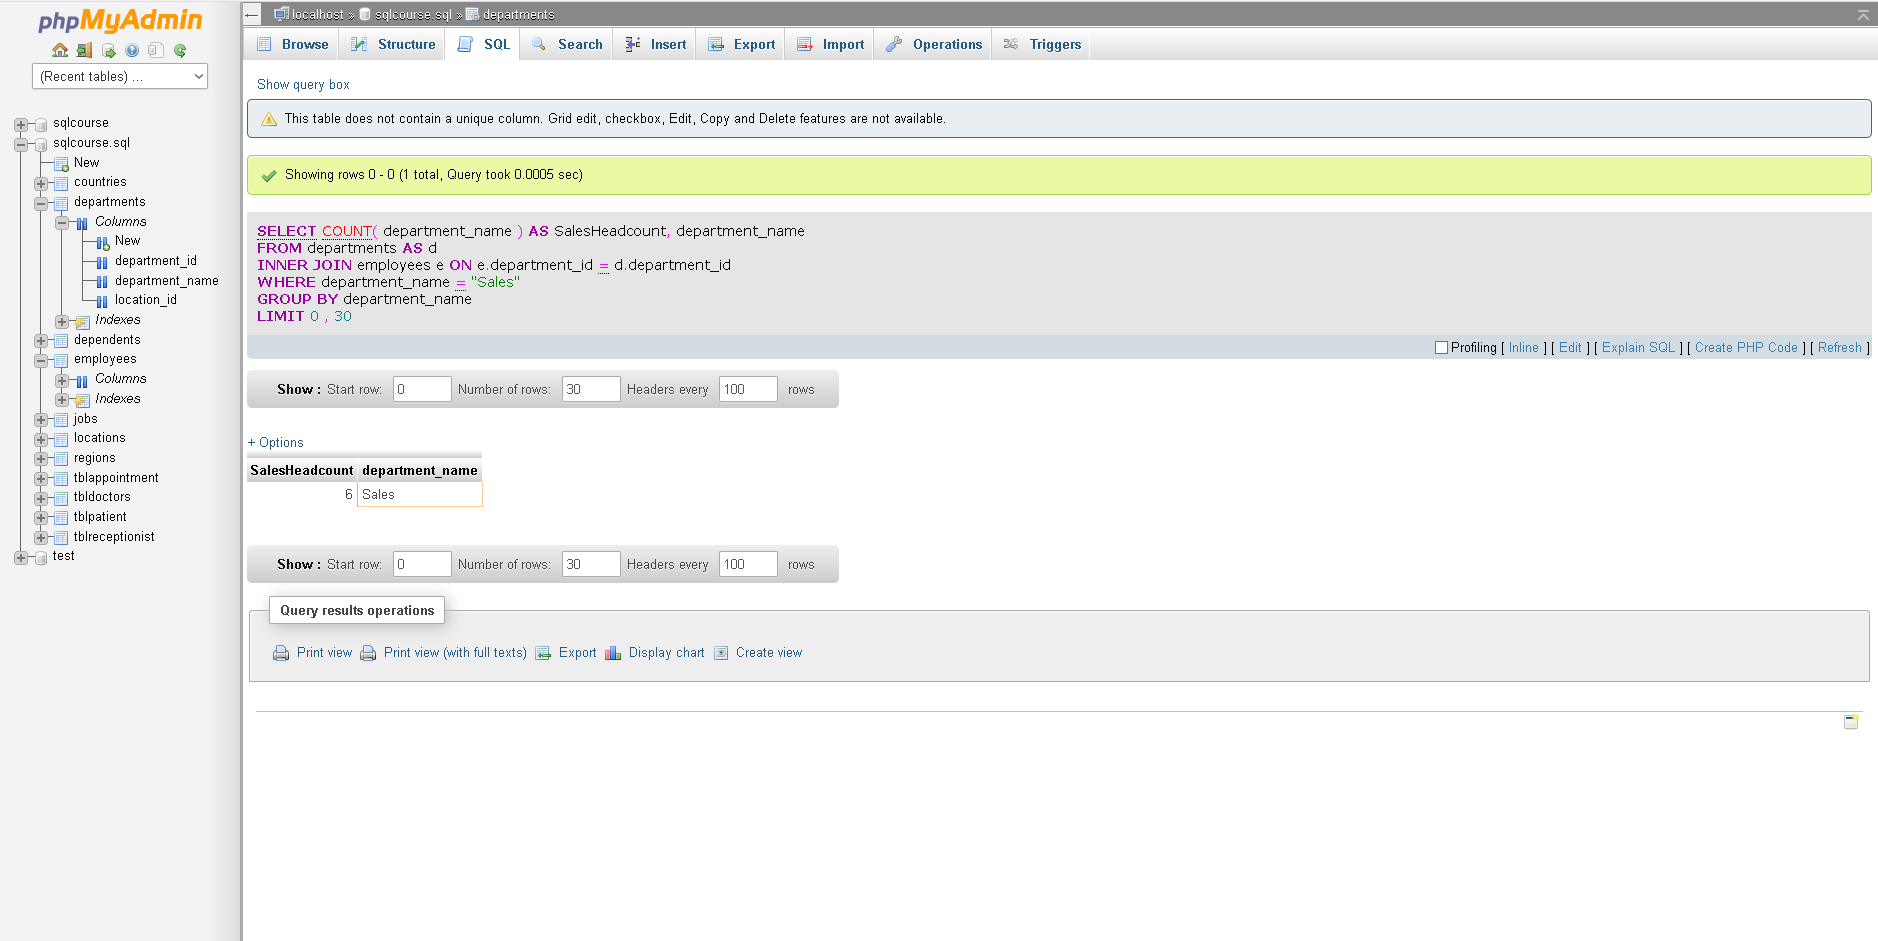 phpMyAdmin
(Recent tables) ...
sqlcourse
sqlcourse.sql
New
countries
departments
Columns
New
department_id
department_name
location_id
Indexes
dependents
employees
Columns
Indexes
jobs
locations
regions
tblappointment
tbldoctors
tblpatient
tblreceptionist
test
localhost » sqlcourse.sql » departments
Browse Structure SQL Search Insert Export Import Operations Triggers
Show query box
This table does not contain a unique column. Grid edit, checkbox, Edit, Copy and Delete features are not available.
Showing rows 0 - 0 (1 total, Query took 0.0005 sec)
SELECT COUNT( department_name ) AS SalesHeadcount, department_name
FROM departments AS d
INNER JOIN employees e ON e.department_id = d.department_id
WHERE department_name = "Sales"
GROUP BY department_name
LIMIT 0 , 30
Profiling [ Inline ] [ Edit ] [ Explain SQL ] [ Create PHP Code ] [ Refresh ]
Show : Start row: 0 Number of rows: 30 Headers every 100 rows
+ Options
SalesHeadcount department_name
6 Sales
Show : Start row: 0 Number of rows: 30 Headers every 100 rows
Query results operations
Print view Print view (with full texts) Export Display chart Create view